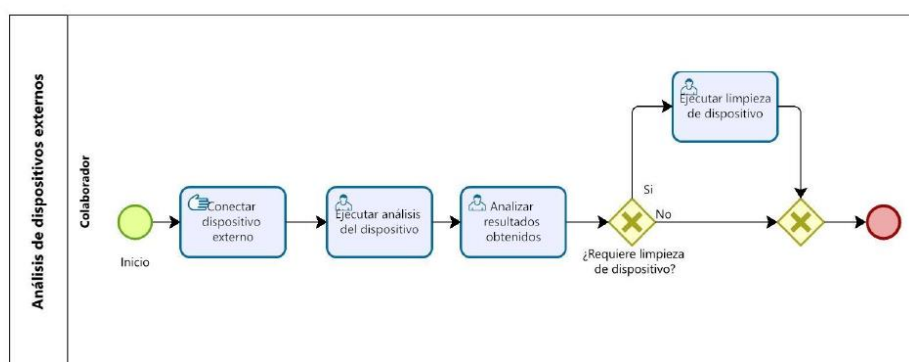 Análisis de dispositivos externos
Colaborador
Inicio
Conectar
dispositivo
externo
Ejecutar análisis
del dispositivo
Analizar
resultados
obtenidos
¿Requiere limpieza
de dispositivo?
Si
No
Ejecutar limpieza
de dispositivo